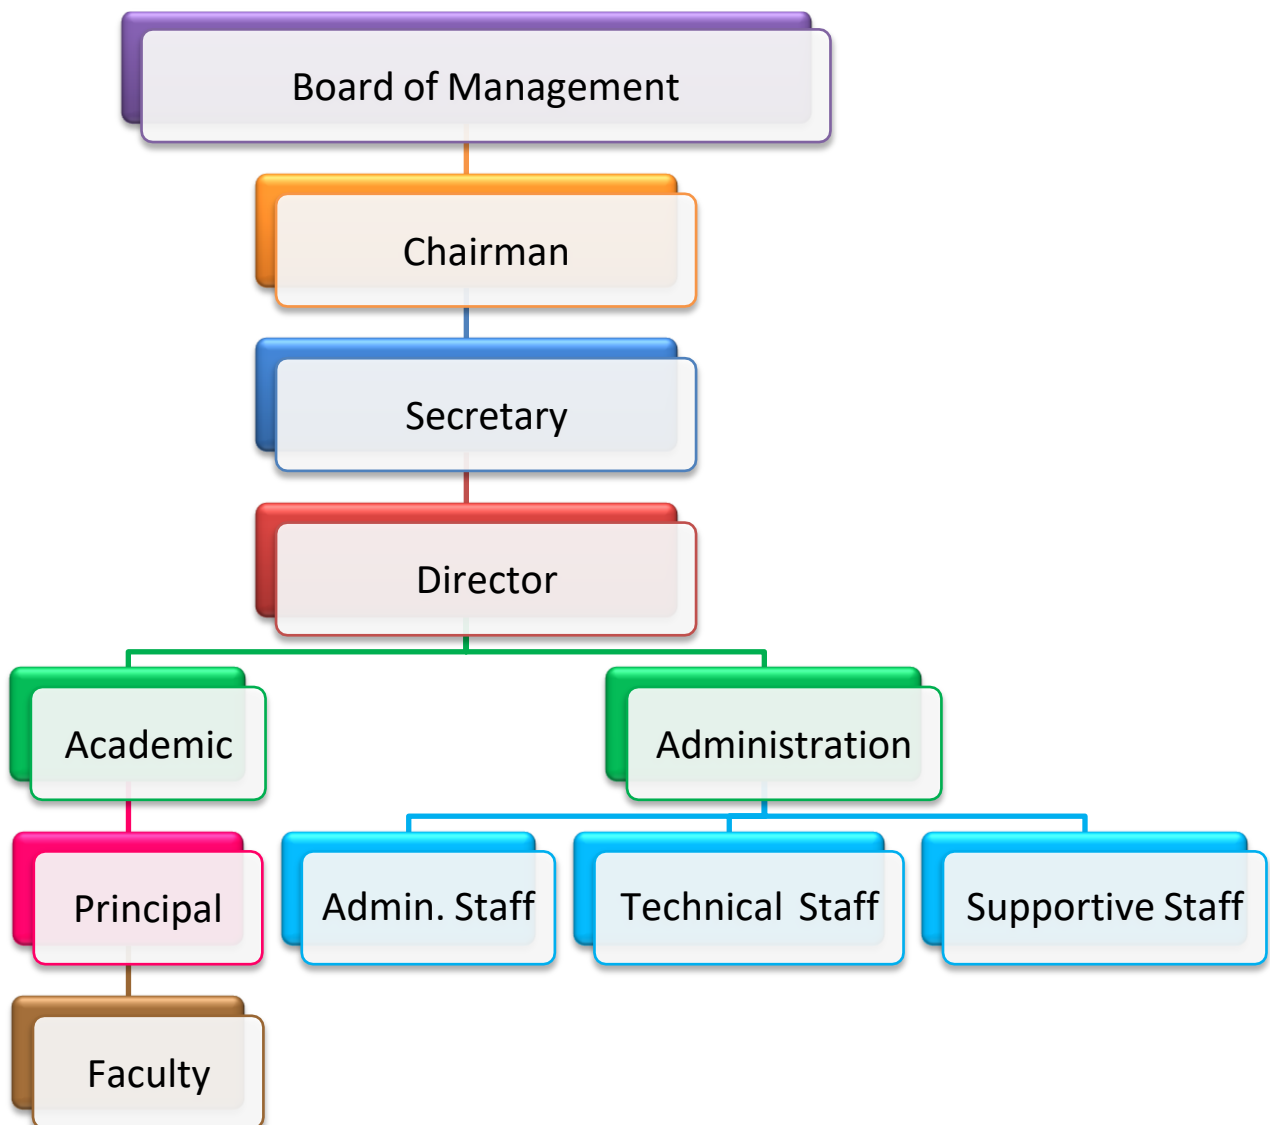 Board of Management
Chairman
Secretary
Director
Academic
Administration
Principal
Admin. Staff
Technical Staff
Supportive Staff
Faculty